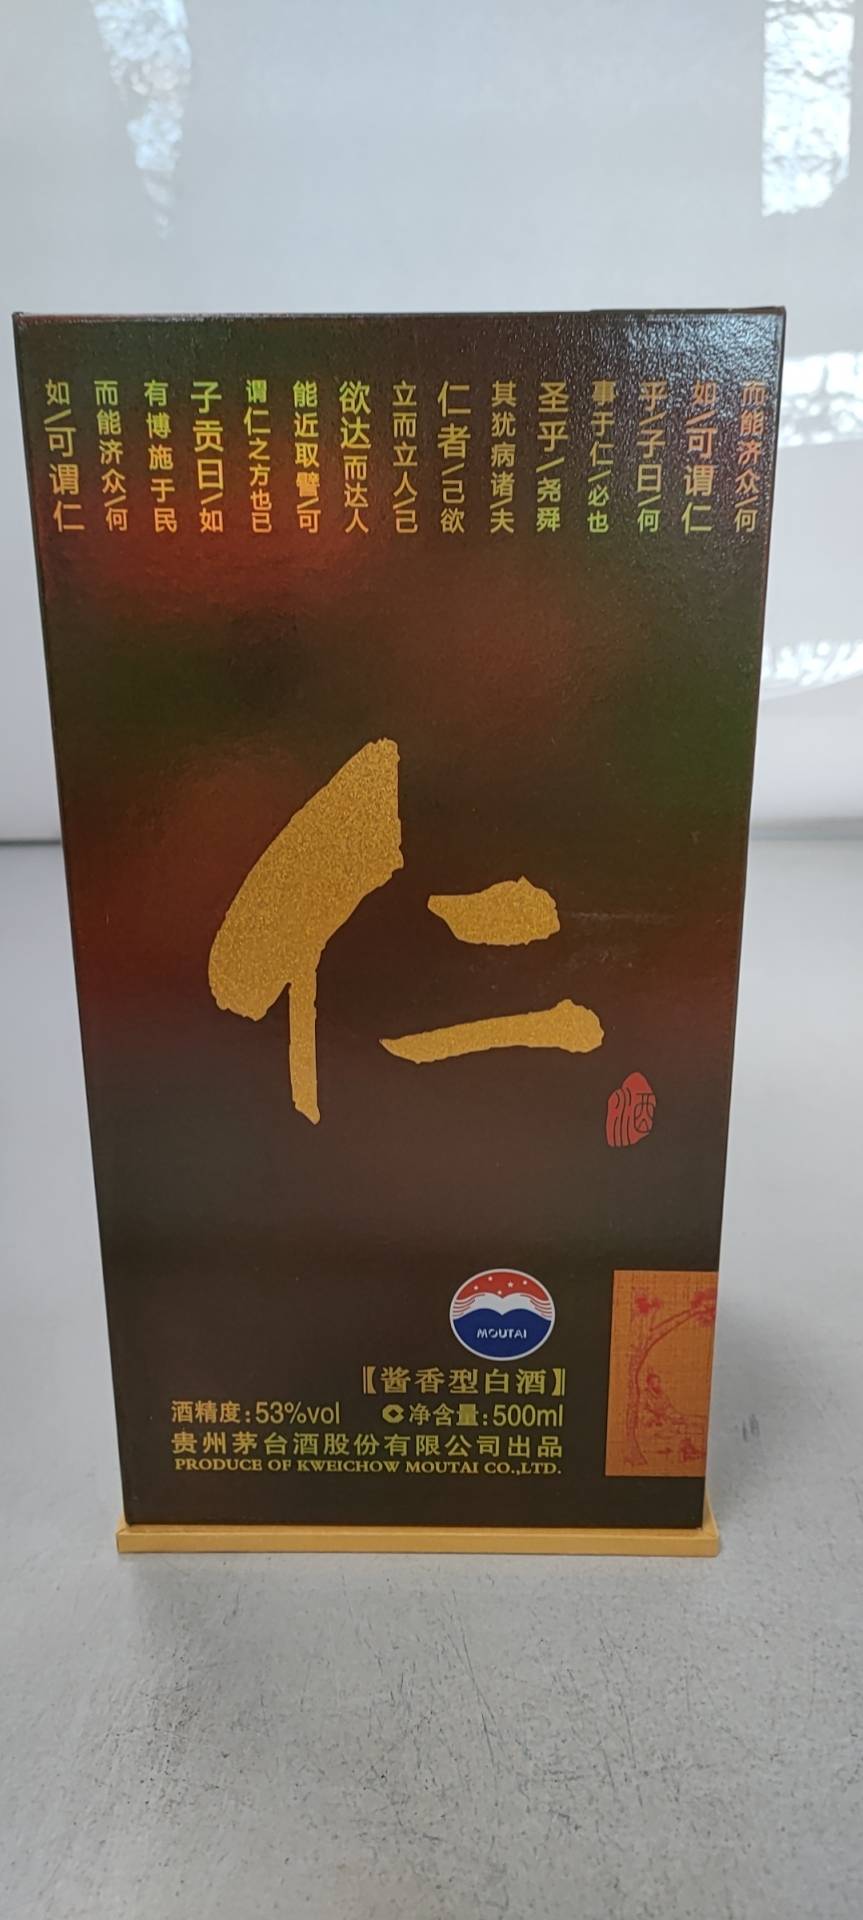 而能济众/何
如/可谓仁
乎/子曰/何
事于仁/必也
圣乎/尧舜
其犹病诸/夫
仁者/己欲
立而立人/己
欲达而达人
能近取譬/可
谓仁之方也已
子贡曰/如
有博施于民
而能济众/何
如/可谓仁
仁
酒
MOUTAI
【酱香型白酒】
酒精度:53%vol 净含量:500ml
贵州茅台酒股份有限公司出品
PRODUCE OF KWEICHOW MOUTAI CO.,LTD.